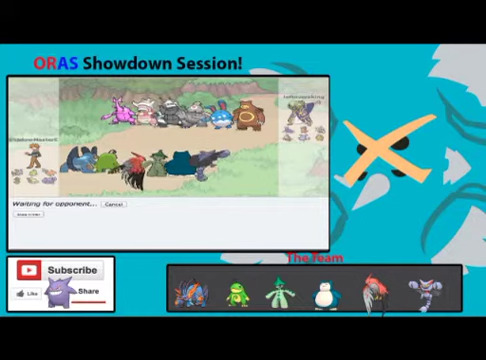 ORAS Showdown Session!
Waiting for opponent...
Cancel
The Team
Subscribe
Like
Share